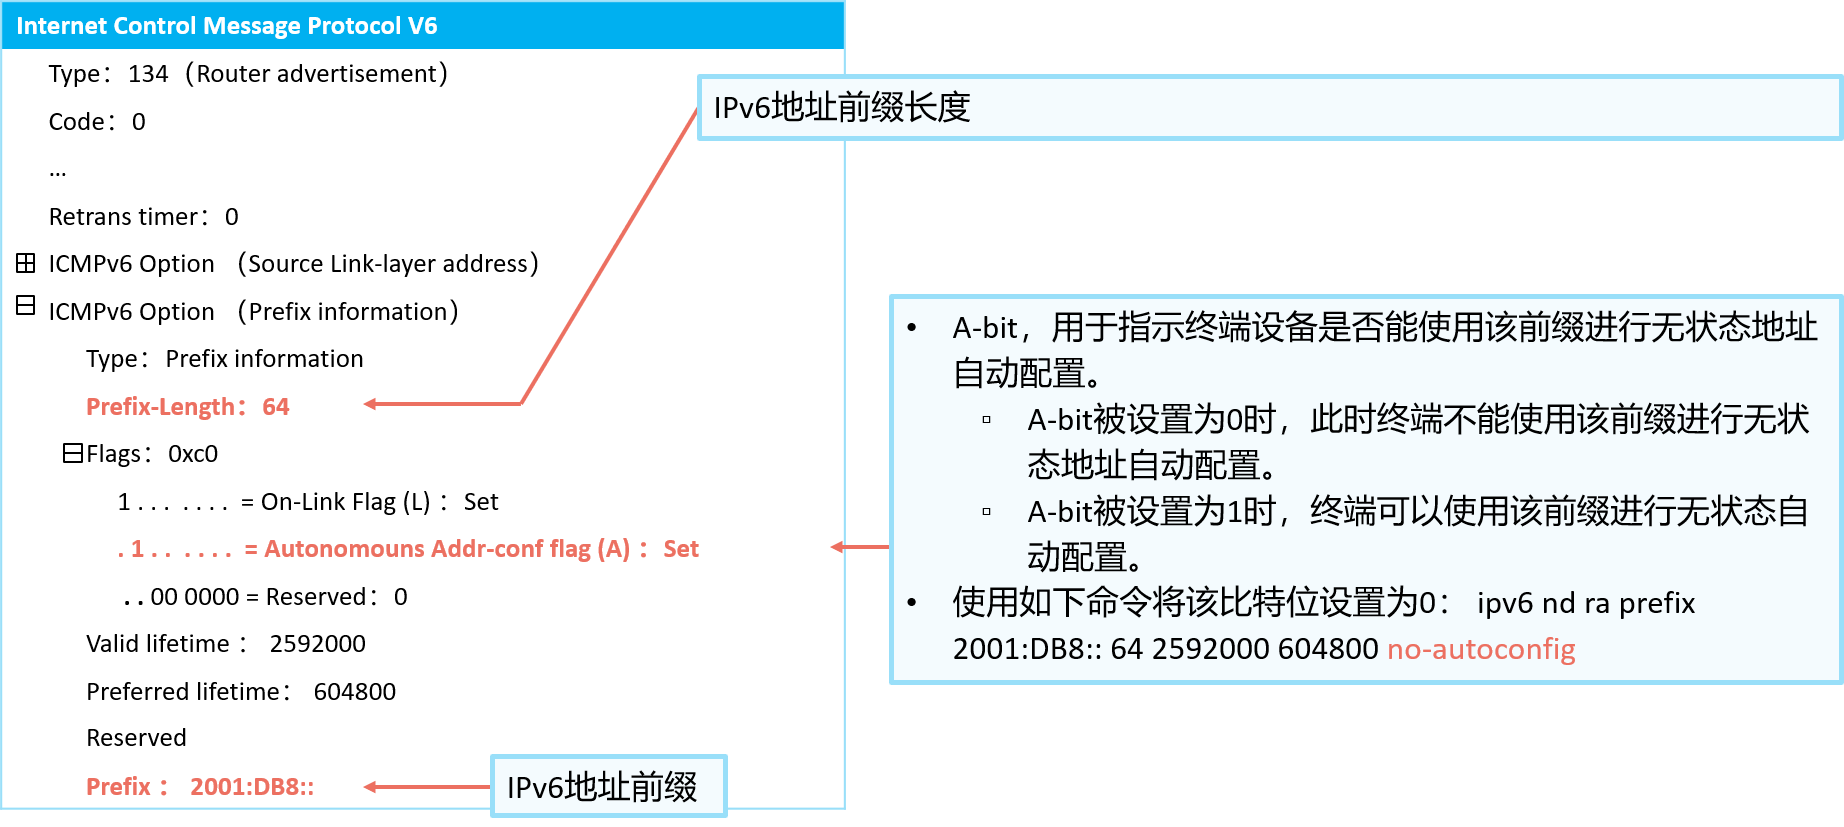 Internet Control Message Protocol V6
Type：134（Router advertisement）
Code：0
...
Retrans timer：0
ICMPv6 Option （Source Link-layer address）
ICMPv6 Option （Prefix information）
Type：Prefix information
Prefix-Length：64
Flags：0xc0
1 . . .  . . . .  = On-Link Flag (L) ：Set
. 1 . .  . . . .  = Autonomouns Addr-conf flag (A) ：Set
. . 00 0000 = Reserved：0
Valid lifetime ： 2592000
Preferred lifetime： 604800
Reserved
Prefix ： 2001:DB8::
IPv6地址前缀长度
• A-bit，用于指示终端设备是否能使用该前缀进行无状态地址
自动配置。
▫ A-bit被设置为0时，此时终端不能使用该前缀进行无状
态地址自动配置。
▫ A-bit被设置为1时，终端可以使用该前缀进行无状态自
动配置。
• 使用如下命令将该比特位设置为0： ipv6 nd ra prefix
2001:DB8:: 64 2592000 604800 no-autoconfig
IPv6地址前缀